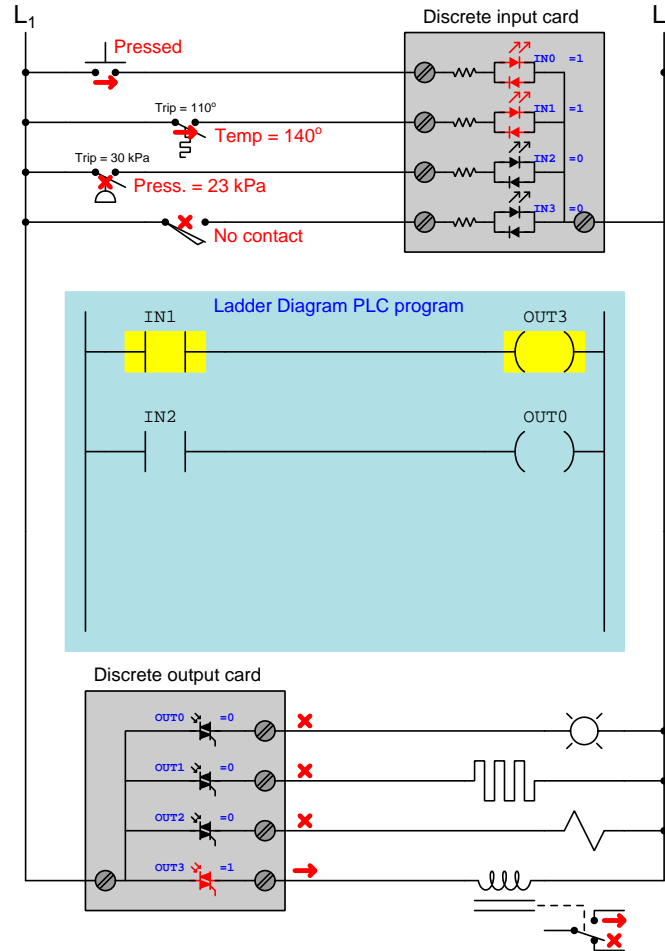 L1
Discrete input card
L
Pressed
IN0 =1
Trip = 110°
IN1 =1
Temp = 140°
Trip = 30 kPa
IN2 =0
Press. = 23 kPa
IN3 =0
No contact
Ladder Diagram PLC program
IN1 OUT3
IN2 OUT0
Discrete output card
OUT0 =0
OUT1 =0
OUT2 =0
OUT3 =1